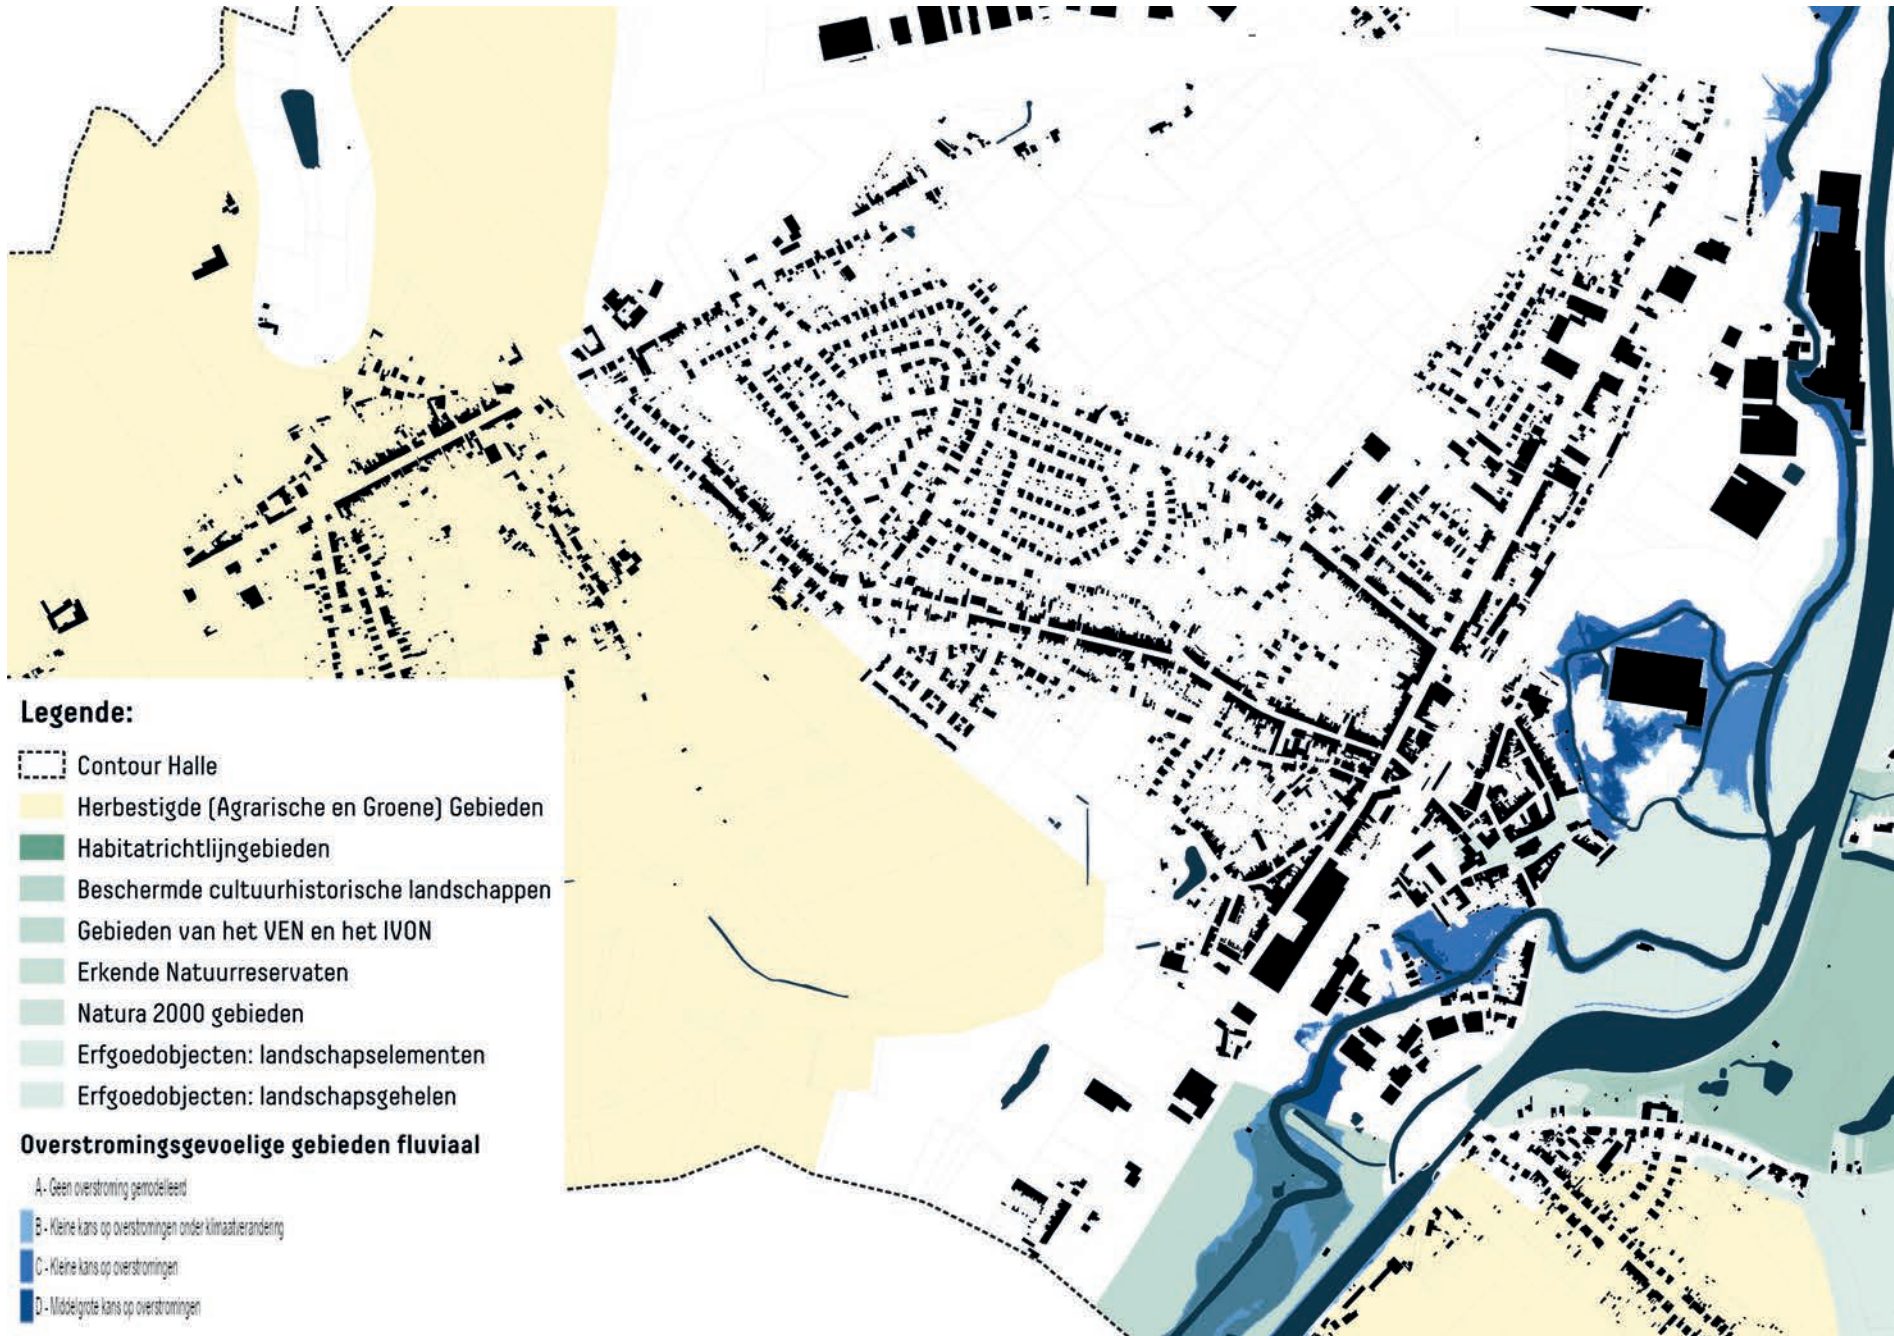 Legende:
Contour Halle
Herbestigde (Agrarische en Groene) Gebieden
Habitatrichtlijngebieden
Beschermde cultuurhistorische landschappen
Gebieden van het VEN en het IVON
Erkende Natuurreservaten
Natura 2000 gebieden
Erfgoedobjecten: landschapselementen
Erfgoedobjecten: landschapsgehelen
Overstromingsgevoelige gebieden fluviaal
A - Geen overstroming gemodelleerd
B - Kleine kans op overstromingen onder klimaatverandering
C - Kleine kans op overstromingen
D - Middelgrote kans op overstromingen